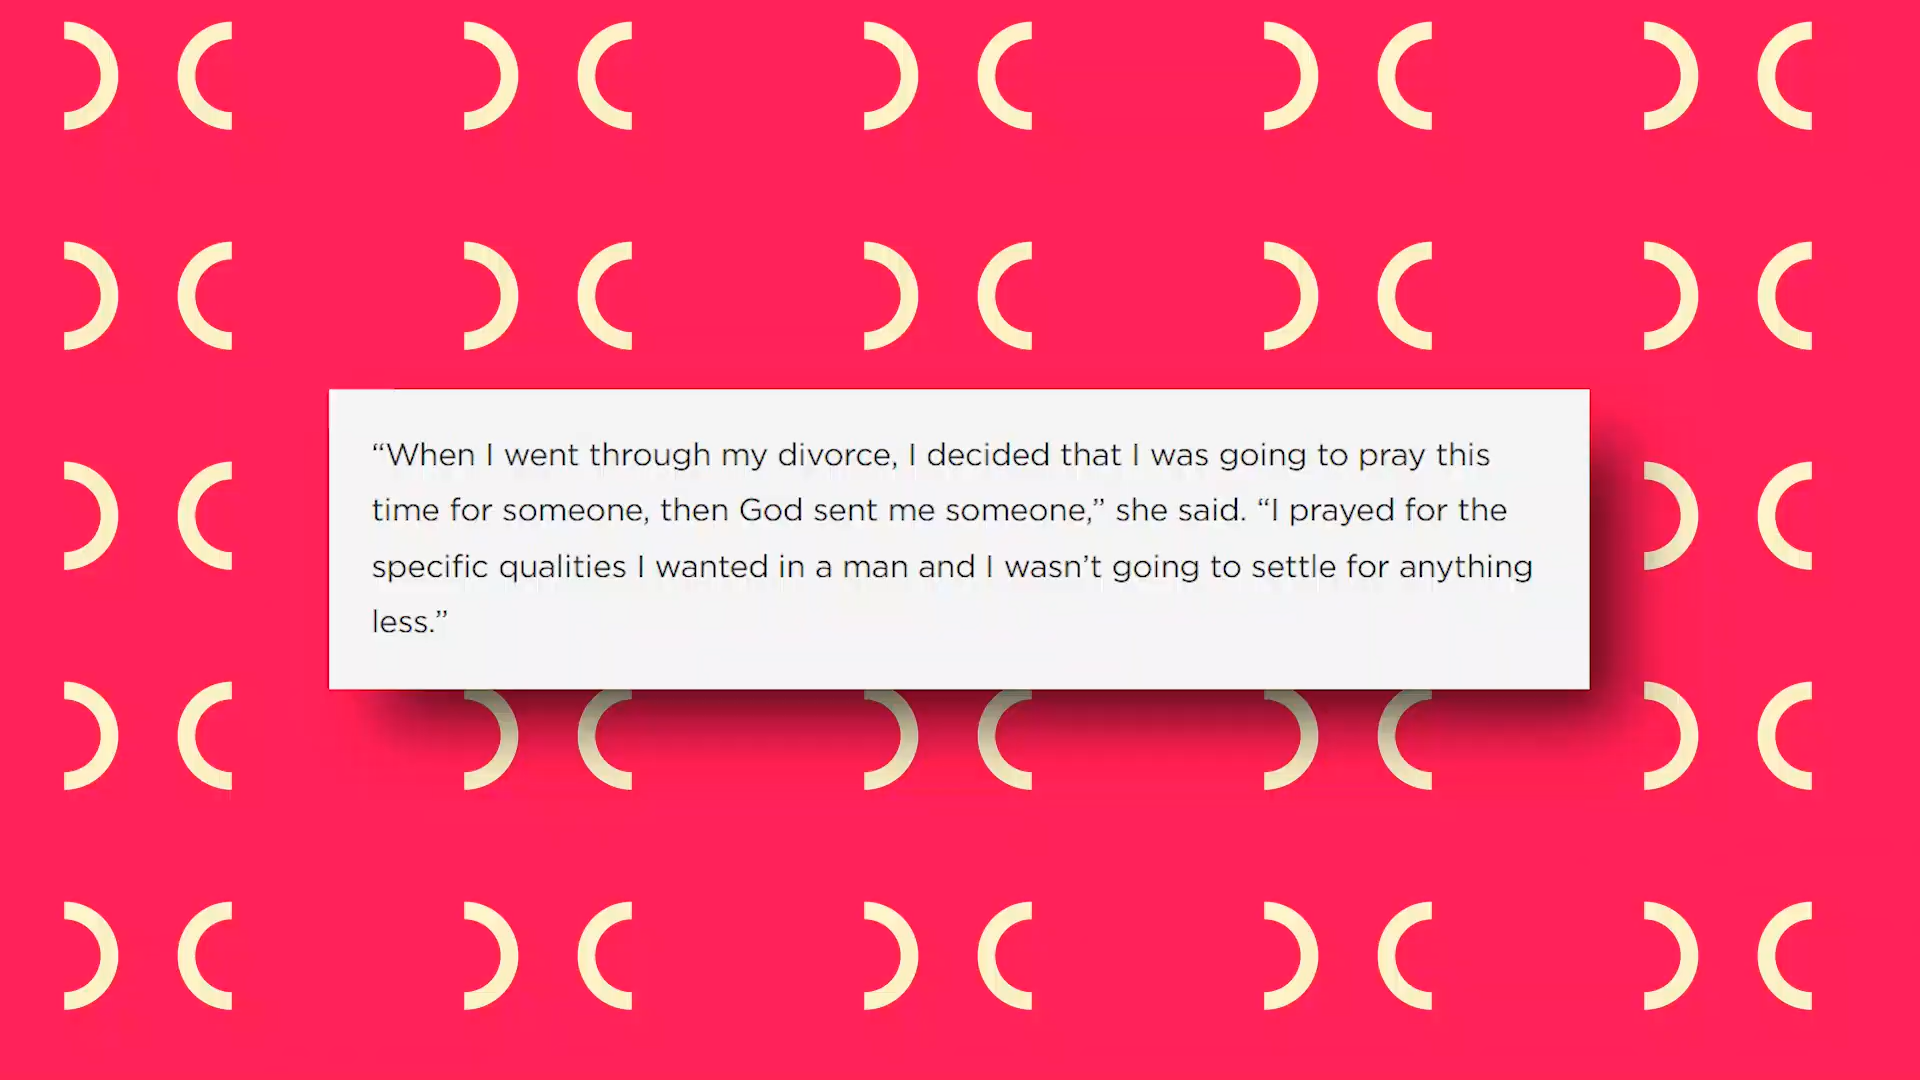 “When I went through my divorce, I decided that I was going to pray this
time for someone, then God sent me someone,” she said. “I prayed for the
specific qualities I wanted in a man and I wasn’t going to settle for anything
less.”